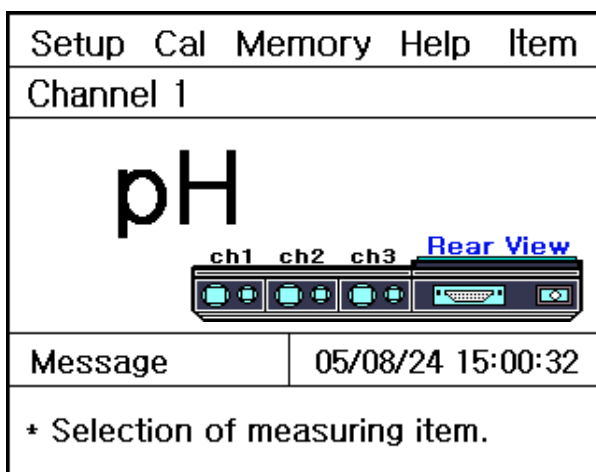 Setup Cal Memory Help Item
Channel 1
pH
Rear View
ch1 ch2 ch3
Message 05/08/24 15:00:32
* Selection of measuring item.